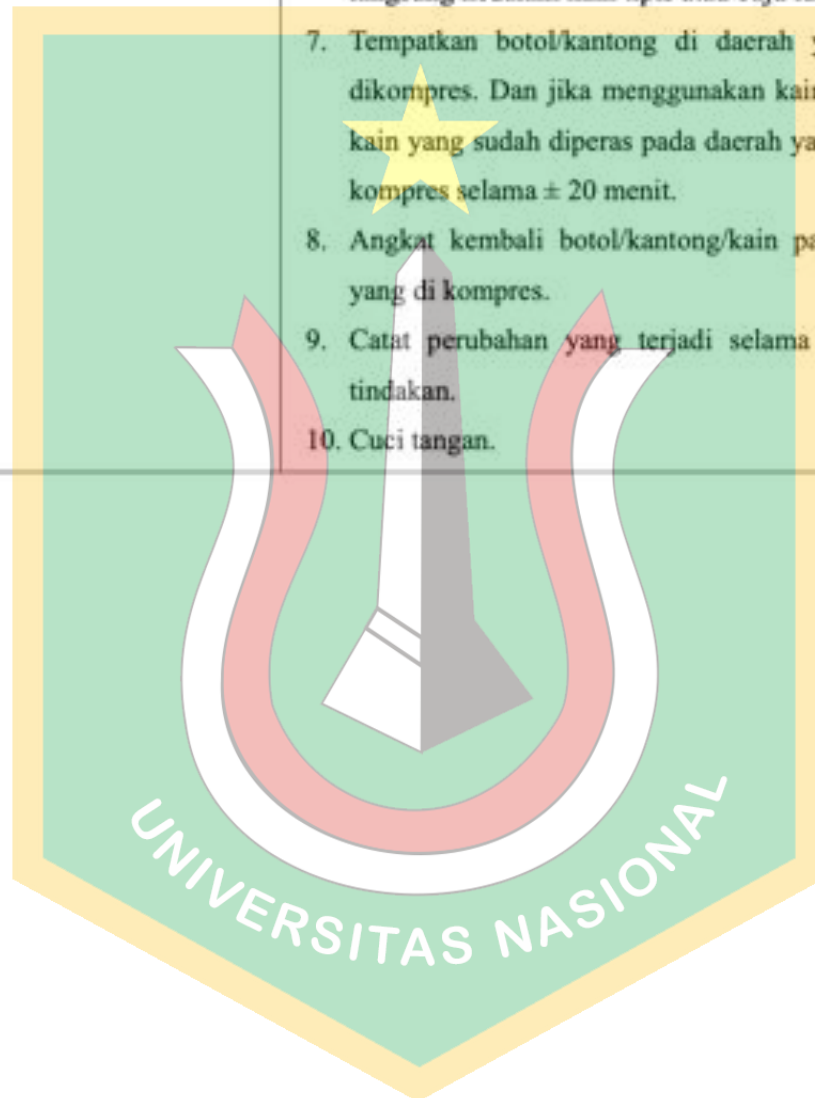 7. Tempatkan botol/kantong di daerah
dikompres. Dan jika menggunakan kain
kain yang sudah diperas pada daerah
kompres selama ± 20 menit.
8. Angkat kembali botol/kantong/kain
yang di kompres.
9. Catat perubahan yang terjadi selama
tindakan.
10. Cuci tangan.
UNIVERSITAS NASIONAL